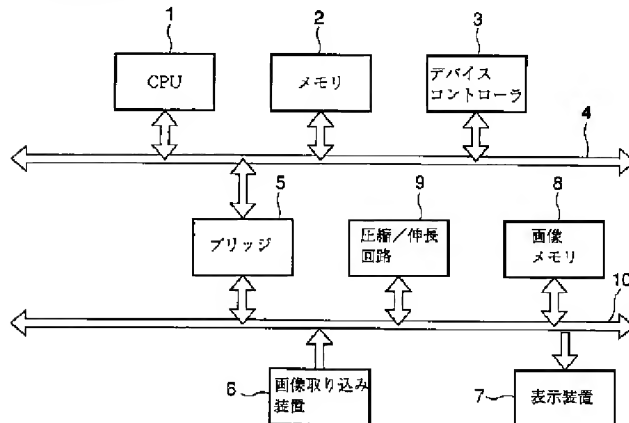 1
2
3
CPU
メモリ
デバイス
コントローラ
4
5
9
8
ブリッジ
圧縮/伸長
回路
画像
メモリ
10
6
画像取り込み
装置
7
表示装置